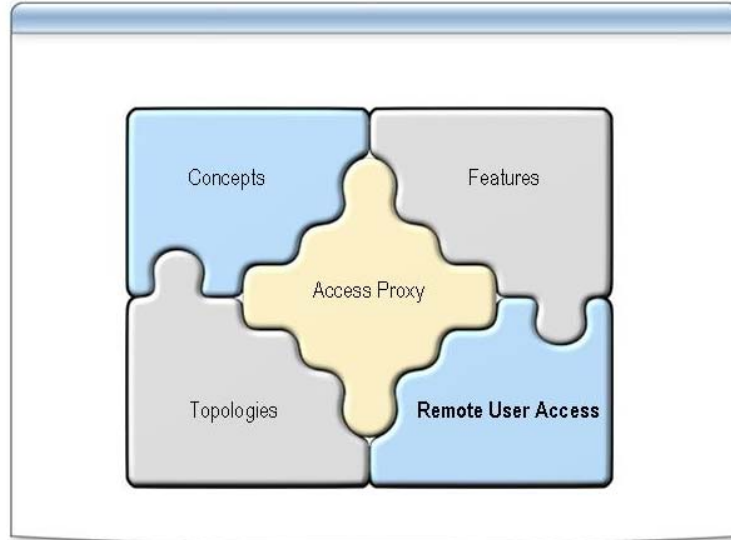 Concepts
Features
Access Proxy
Topologies
Remote User Access